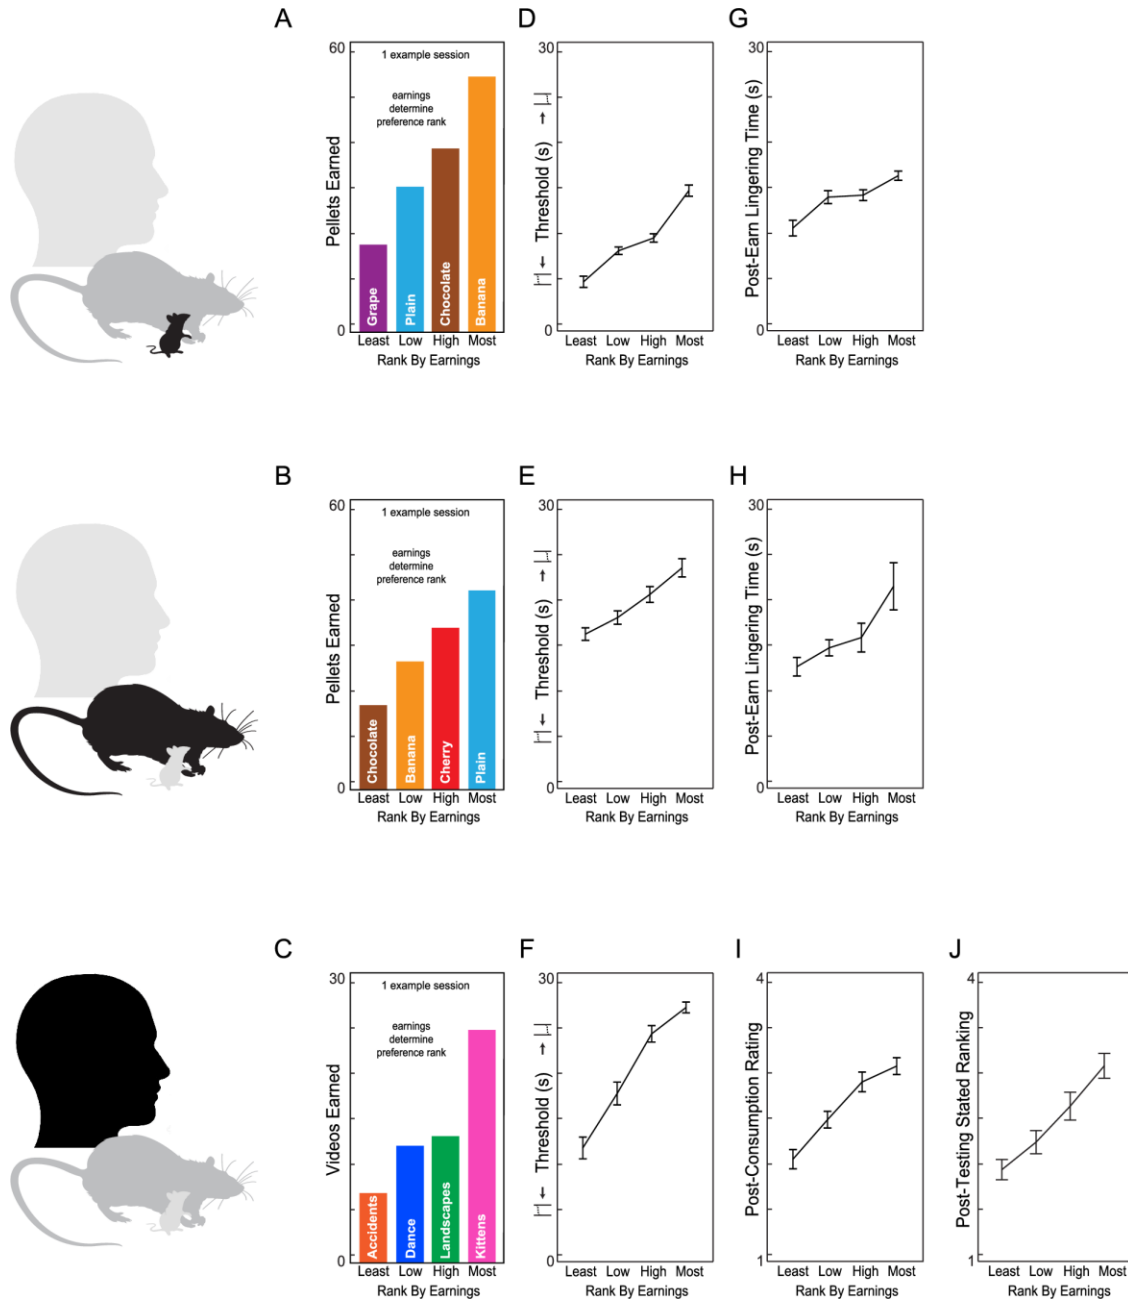 A
60
1 example session
earnings
determine
preference rank
Pellets Earned
Grape
Plain
Chocolate
Banana
0
Least Low High Most
Rank By Earnings
D
30
Threshold (s)
0
Least Low High Most
Rank By Earnings
G
30
Post-Earn Lingering Time (s)
0
Least Low High Most
Rank By Earnings
B
60
1 example session
earnings
determine
preference rank
Pellets Earned
Chocolate
Banana
Cherry
Plain
0
Least Low High Most
Rank By Earnings
E
30
Threshold (s)
0
Least Low High Most
Rank By Earnings
H
30
Post-Earn Lingering Time (s)
0
Least Low High Most
Rank By Earnings
C
30
1 example session
earnings
determine
preference rank
Videos Earned
Accidents
Dance
Landscapes
Kittens
0
Least Low High Most
Rank By Earnings
F
30
Threshold (s)
0
Least Low High Most
Rank By Earnings
I
4
Post-Consumption Rating
1
Least Low High Most
Rank By Earnings
J
4
Post-Testing Stated Ranking
1
Least Low High Most
Rank By Earnings